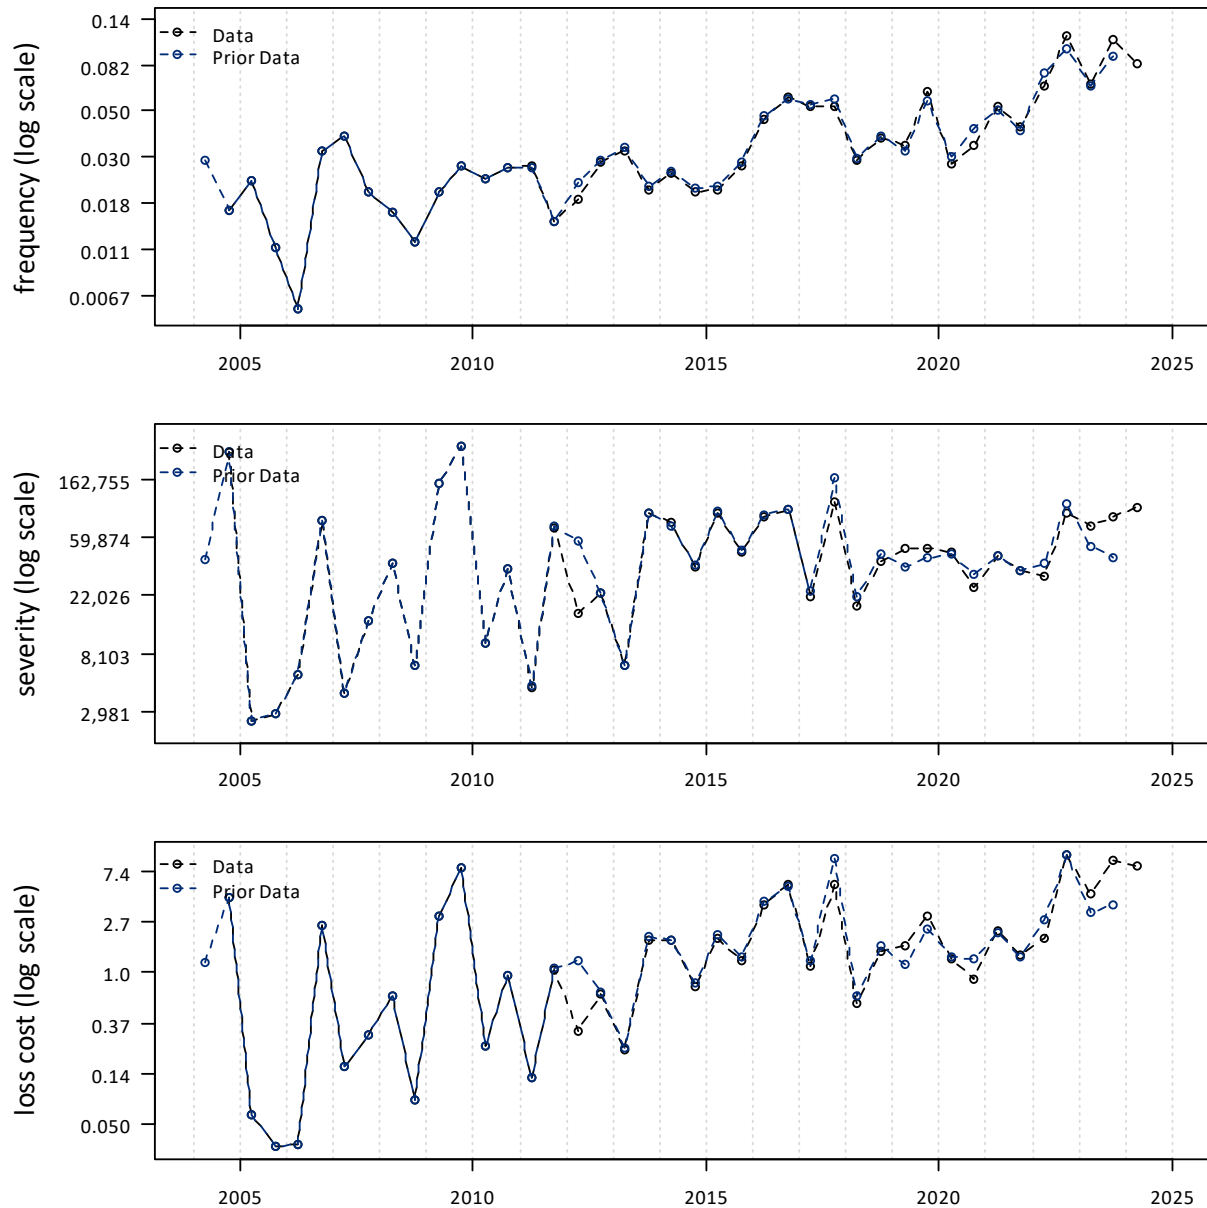 frequency (log scale)
0.14
0.082
0.050
0.030
0.018
0.011
0.0067
Data
Prior Data
2005 2010 2015 2020 2025
severity (log scale)
162,755
59,874
22,026
8,103
2,981
Data
Prior Data
2005 2010 2015 2020 2025
loss cost (log scale)
7.4
2.7
1.0
0.37
0.14
0.050
Data
Prior Data
2005 2010 2015 2020 2025